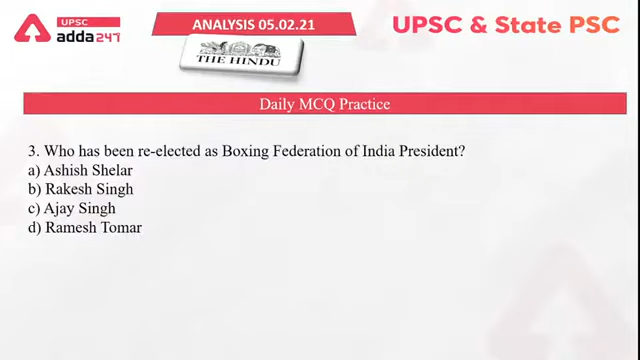 UPSC
adda247
ANALYSIS 05.02.21
THE HINDU
UPSC & State PSC
Daily MCQ Practice
3. Who has been re-elected as Boxing Federation of India President?
a) Ashish Shelar
b) Rakesh Singh
c) Ajay Singh
d) Ramesh Tomar